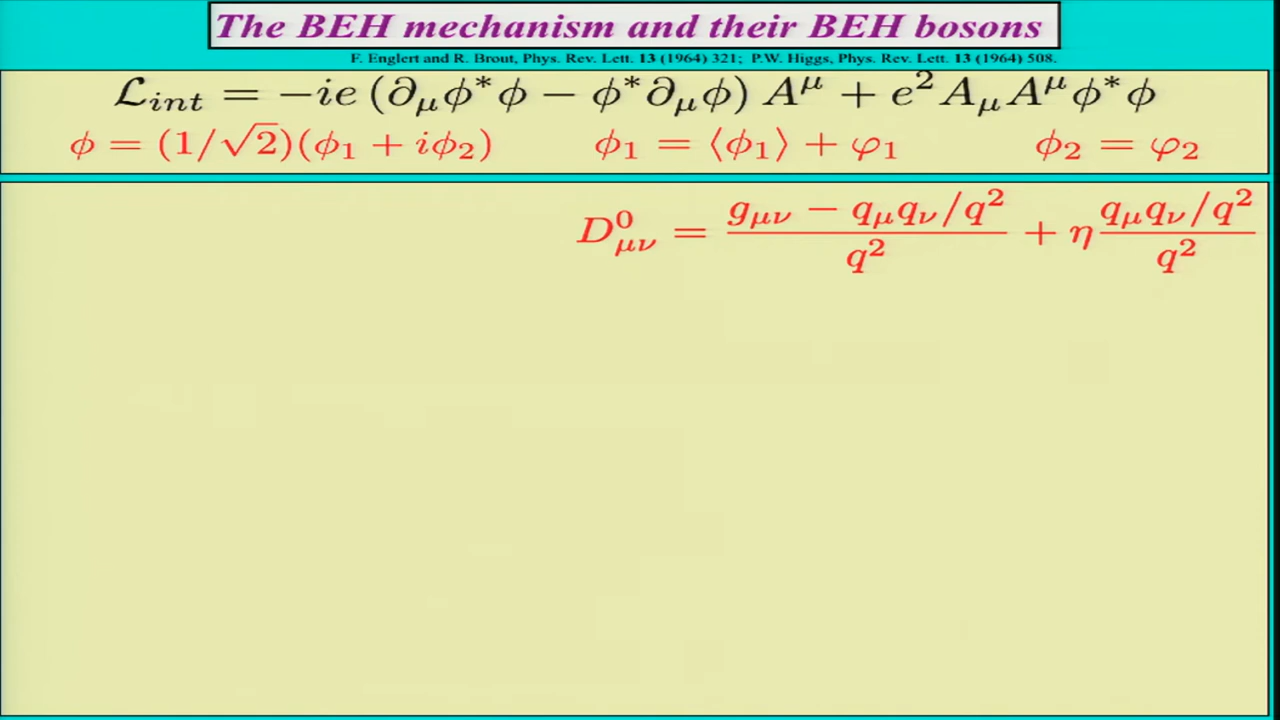 The BEH mechanism and their BEH bosons
F. Englert and R. Brout, Phys. Rev. Lett. 13 (1964) 321; P.W. Higgs, Phys. Rev. Lett. 13 (1964) 508.
ℒ_int = −ie (∂_μϕ*ϕ − ϕ*∂_μϕ) A^μ + e²A_μA^μϕ*ϕ
ϕ = (1/√2)(ϕ₁ + iϕ₂) ϕ₁ = ⟨ϕ₁⟩ + φ₁ ϕ₂ = φ₂
D⁰_μν = (g_μν − q_μq_ν/q²)/q² + η (q_μq_ν/q²)/q²